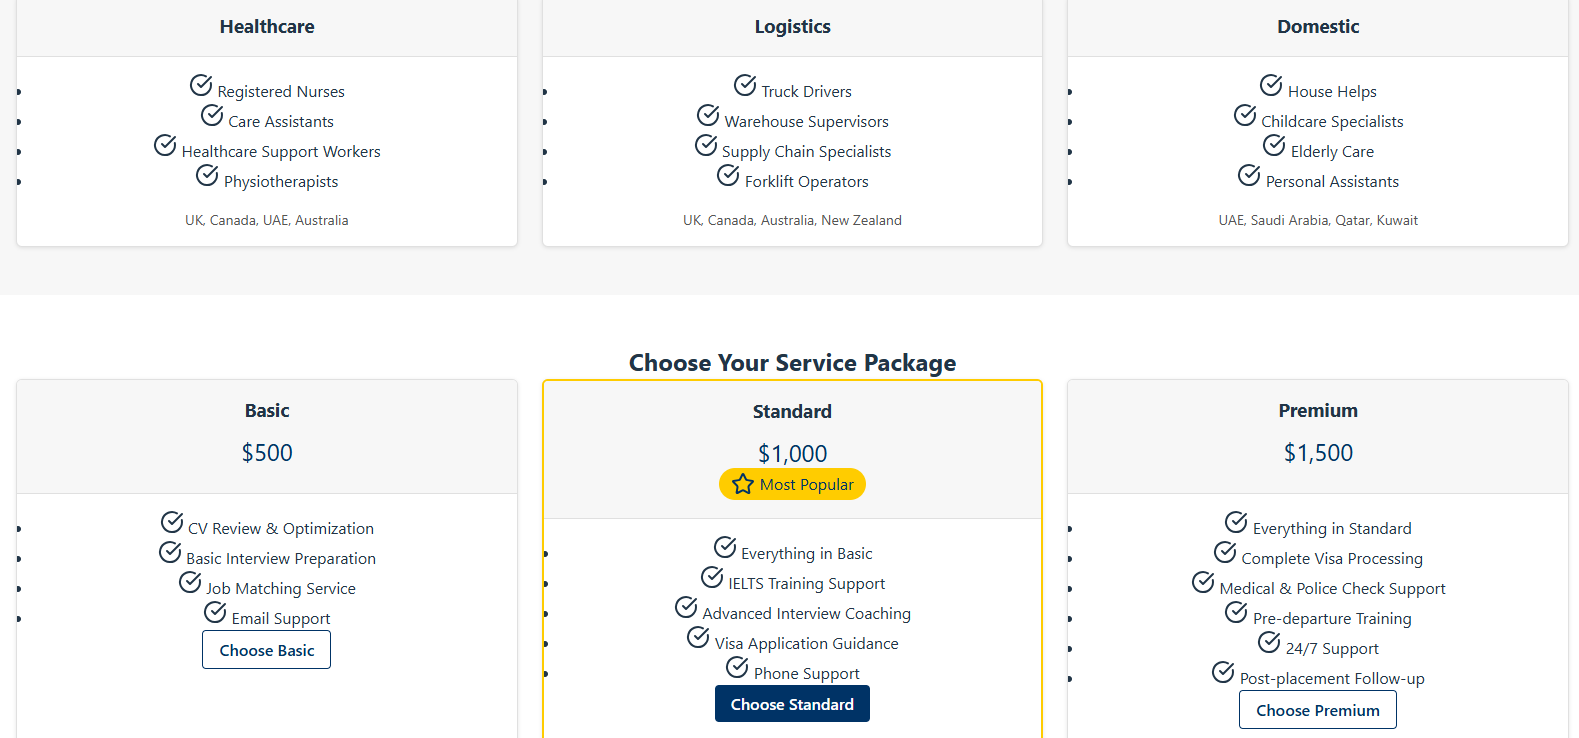 Healthcare
Registered Nurses
Care Assistants
Healthcare Support Workers
Physiotherapists
UK, Canada, UAE, Australia
Logistics
Truck Drivers
Warehouse Supervisors
Supply Chain Specialists
Forklift Operators
UK, Canada, Australia, New Zealand
Domestic
House Helps
Childcare Specialists
Elderly Care
Personal Assistants
UAE, Saudi Arabia, Qatar, Kuwait
Choose Your Service Package
Basic
$500
CV Review & Optimization
Basic Interview Preparation
Job Matching Service
Email Support
Choose Basic
Standard
$1,000
Most Popular
Everything in Basic
IELTS Training Support
Advanced Interview Coaching
Visa Application Guidance
Phone Support
Choose Standard
Premium
$1,500
Everything in Standard
Complete Visa Processing
Medical & Police Check Support
Pre-departure Training
24/7 Support
Post-placement Follow-up
Choose Premium